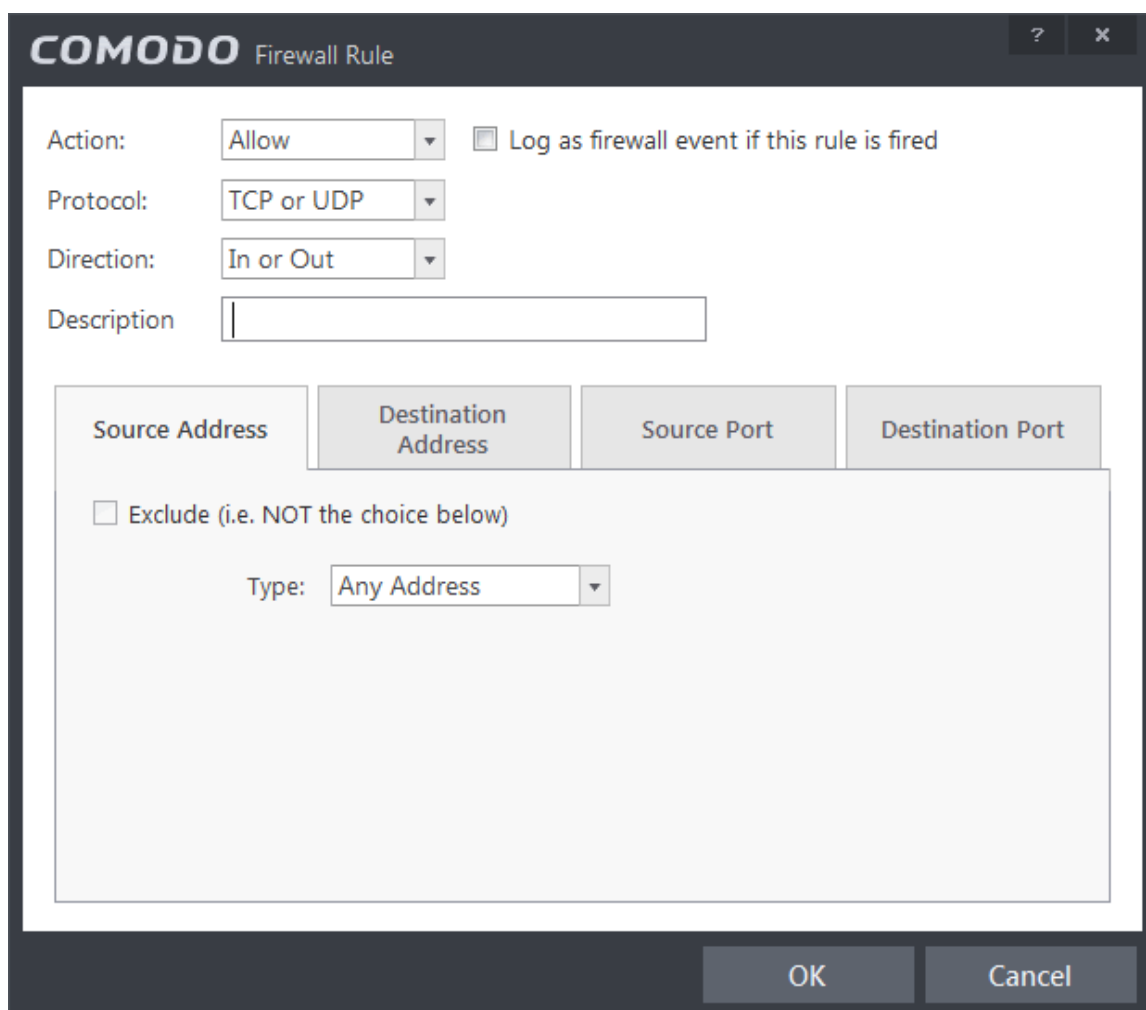 COMODO Firewall Rule
? x
Action: Allow Log as firewall event if this rule is fired
Protocol: TCP or UDP
Direction: In or Out
Description
Source Address
Destination Address
Source Port
Destination Port
Exclude (i.e. NOT the choice below)
Type: Any Address
OK
Cancel